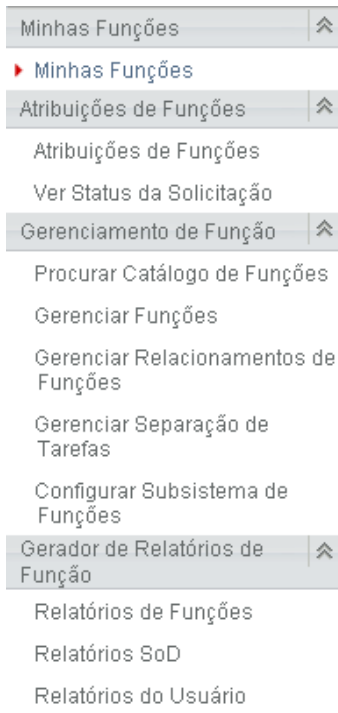 Minhas Funções
Minhas Funções
Atribuições de Funções
Atribuições de Funções
Ver Status da Solicitação
Gerenciamento de Função
Procurar Catálogo de Funções
Gerenciar Funções
Gerenciar Relacionamentos de
Funções
Gerenciar Separação de
Tarefas
Configurar Subsistema de
Funções
Gerador de Relatórios de
Função
Relatórios de Funções
Relatórios SoD
Relatórios do Usuário